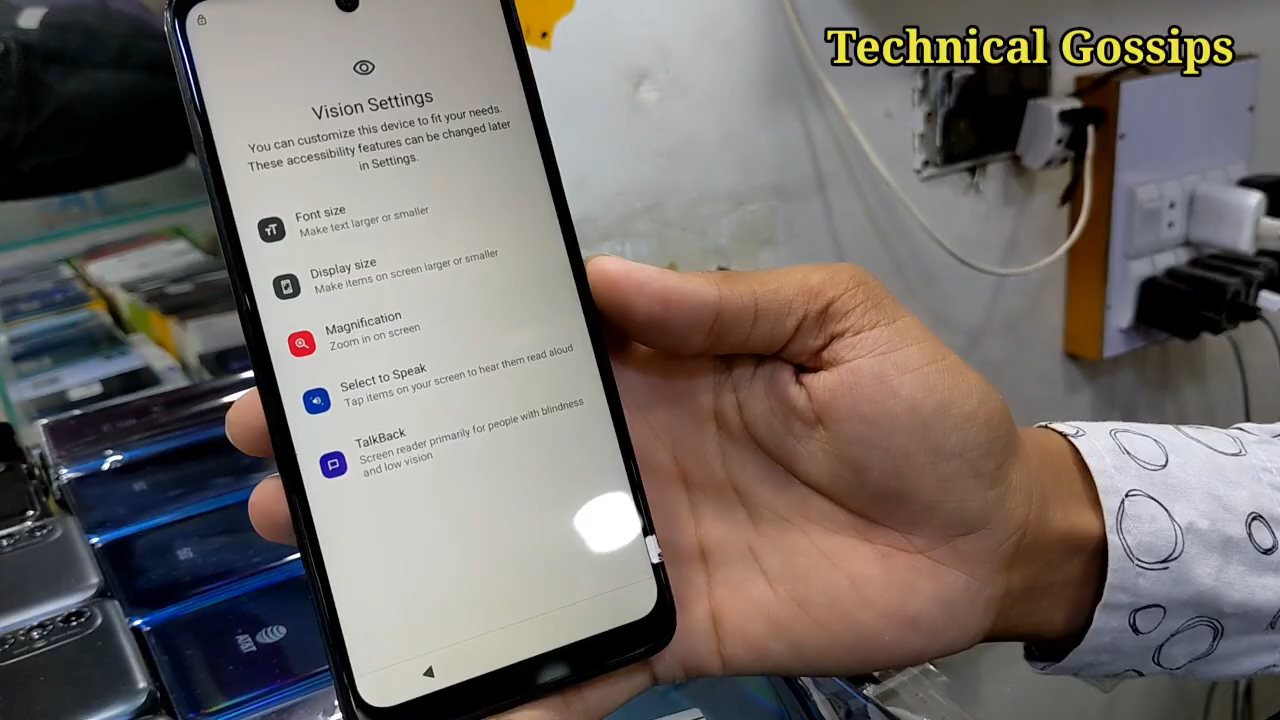 Technical Gossips
Vision Settings
You can customize this device to fit your needs.
These accessibility features can be changed later
in Settings.
Font size
Make text larger or smaller
Display size
Make items on screen larger or smaller
Magnification
Zoom in on screen
Select to Speak
Tap items on your screen to hear them read aloud
TalkBack
Screen reader primarily for people with blindness
and low vision
AT&T